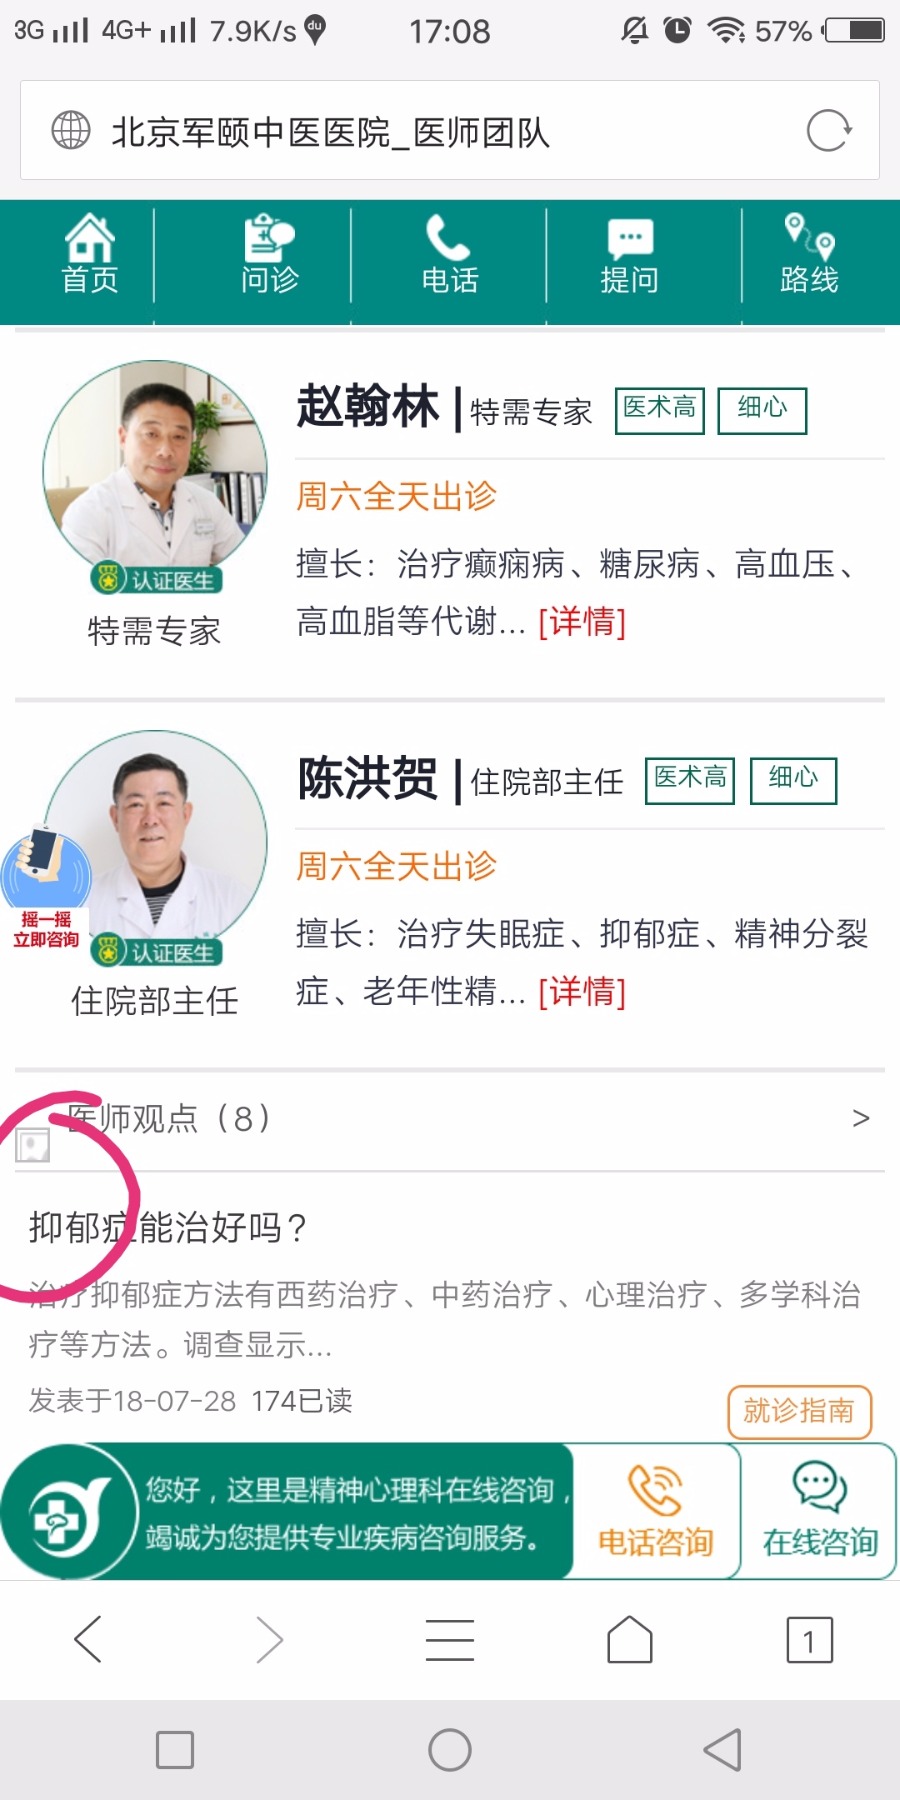 3G 4G+ 7.9K/s du 17:08 57%
北京军颐中医医院_医师团队
首页 问诊 电话 提问 路线
赵翰林 | 特需专家 医术高 细心
周六全天出诊
擅长：治疗癫痫病、糖尿病、高血压、
高血脂等代谢... [详情]
认证医生
特需专家
陈洪贺 | 住院部主任 医术高 细心
周六全天出诊
擅长：治疗失眠症、抑郁症、精神分裂
症、老年性精... [详情]
认证医生
住院部主任
摇一摇
立即咨询
医师观点（8） >
抑郁症能治好吗？
治疗抑郁症方法有西药治疗、中药治疗、心理治疗、多学科治
疗等方法。调查显示...
发表于18-07-28 174已读
就诊指南
您好，这里是精神心理科在线咨询，
竭诚为您提供专业疾病咨询服务。
电话咨询 在线咨询
1